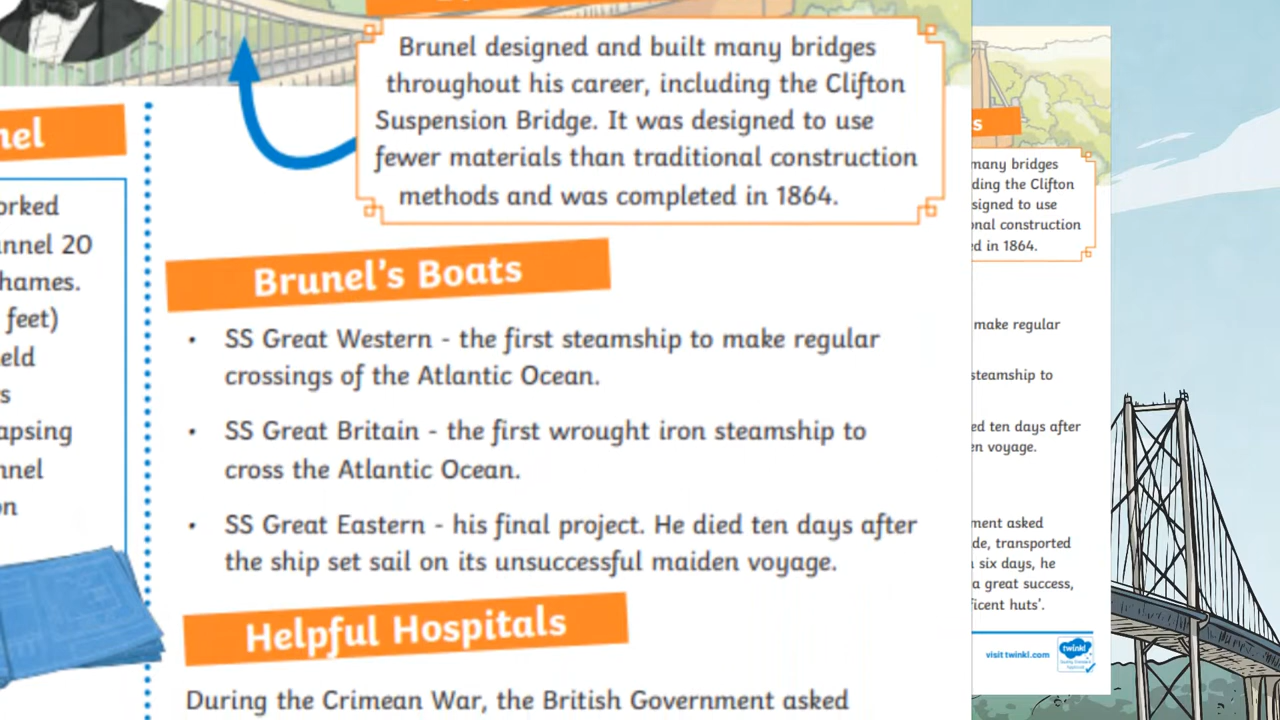 Brunel designed and built many bridges
throughout his career, including the Clifton
Suspension Bridge. It was designed to use
fewer materials than traditional construction
methods and was completed in 1864.
nel
orked
nnel 20
hames.
feet)
eld
s
apsing
nnel
on
Brunel's Boats
• SS Great Western - the first steamship to make regular
crossings of the Atlantic Ocean.
• SS Great Britain - the first wrought iron steamship to
cross the Atlantic Ocean.
• SS Great Eastern - his final project. He died ten days after
the ship set sail on its unsuccessful maiden voyage.
Helpful Hospitals
During the Crimean War, the British Government asked
s
many bridges
ding the Clifton
signed to use
nal construction
ed in 1864.
make regular
steamship to
ed ten days after
en voyage.
ment asked
de, transported
six days, he
a great success,
ficent huts'.
visit twinkl.com
twinkl